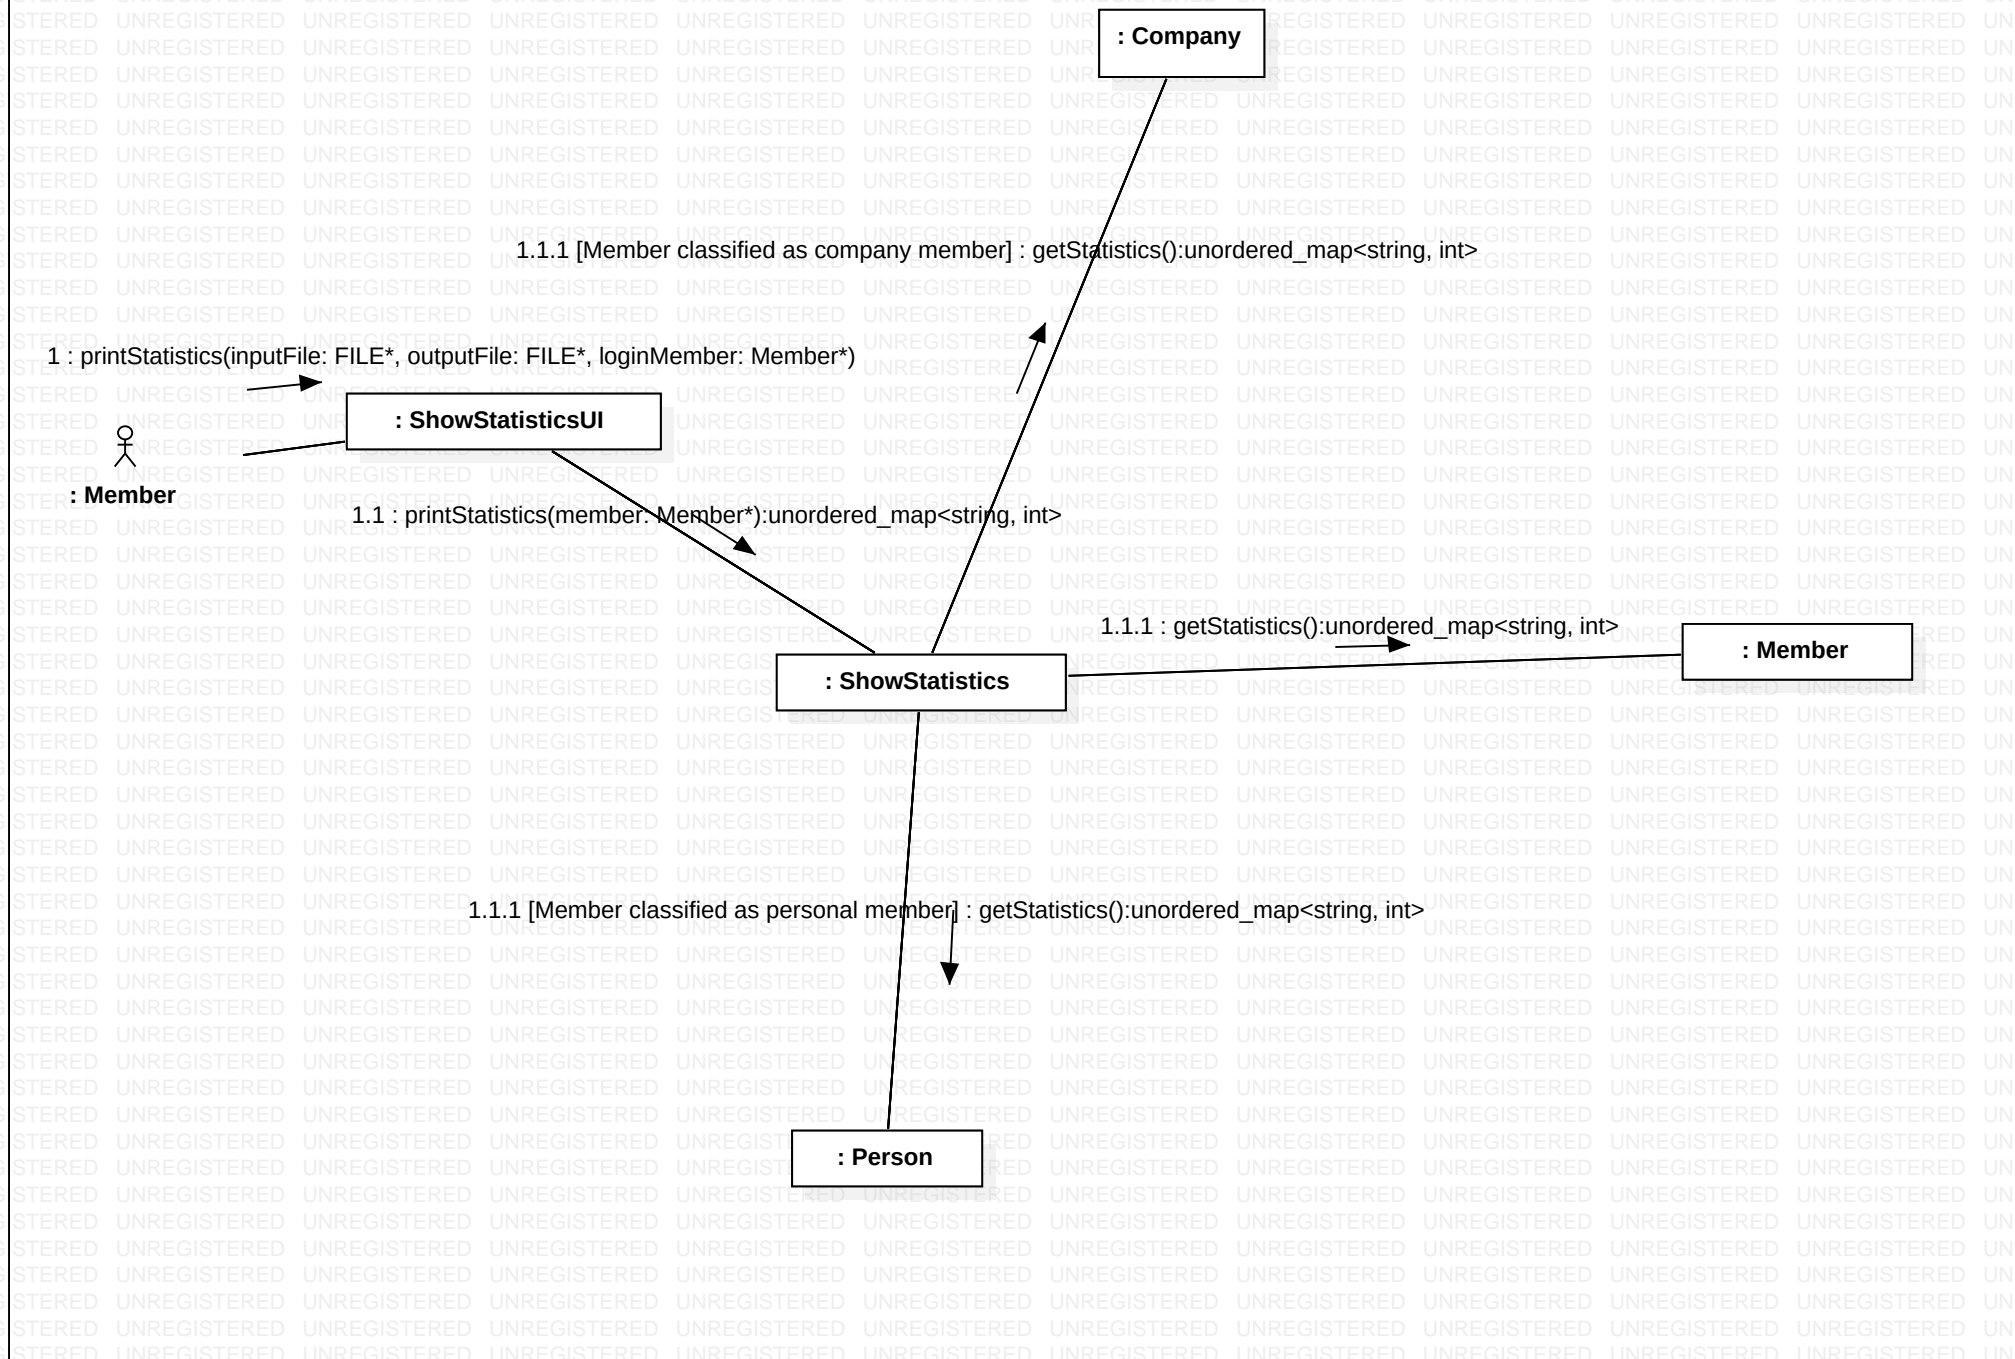 : Company
1.1.1 [Member classified as company member] : getStatistics():unordered_map<string, int>
1 : printStatistics(inputFile: FILE*, outputFile: FILE*, loginMember: Member*)
: ShowStatisticsUI
: Member
1.1 : printStatistics(member: Member*):unordered_map<string, int>
1.1.1 : getStatistics():unordered_map<string, int>
: Member
: ShowStatistics
1.1.1 [Member classified as personal member] : getStatistics():unordered_map<string, int>
: Person
UNREGISTERED